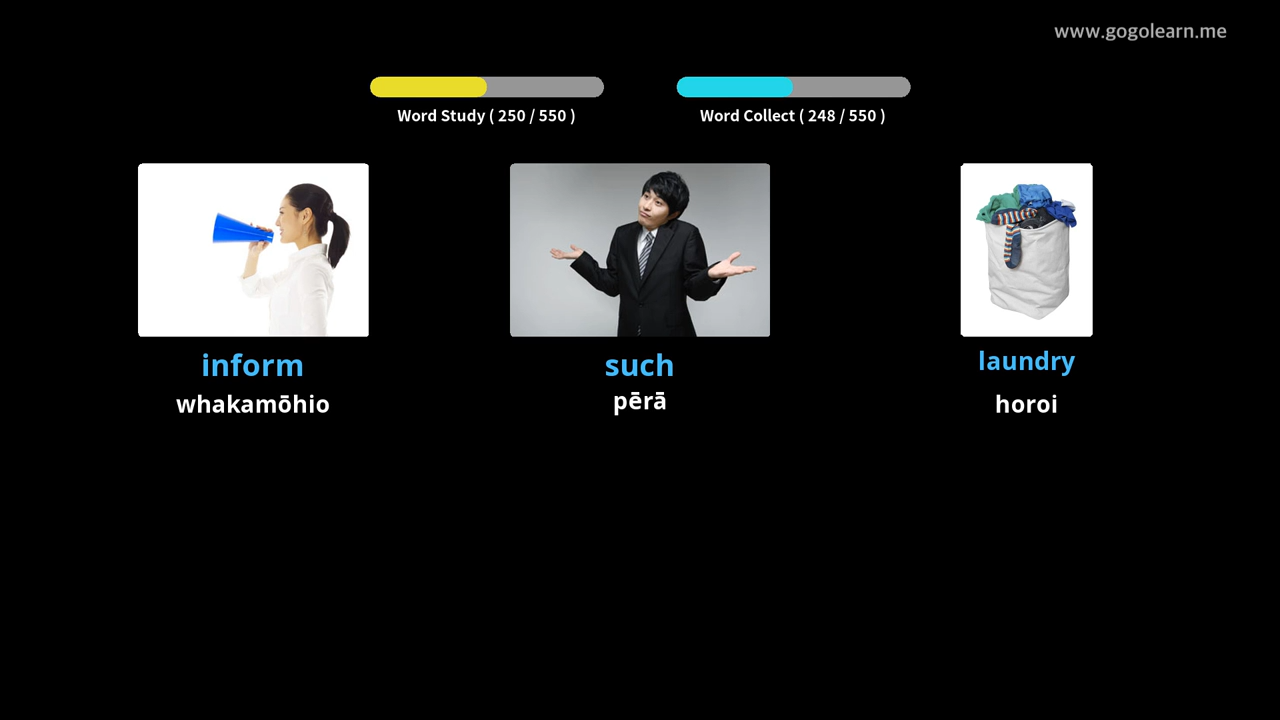 www.gogolearn.me
Word Study ( 250 / 550 )
Word Collect ( 248 / 550 )
inform
whakamōhio
such
pērā
laundry
horoi